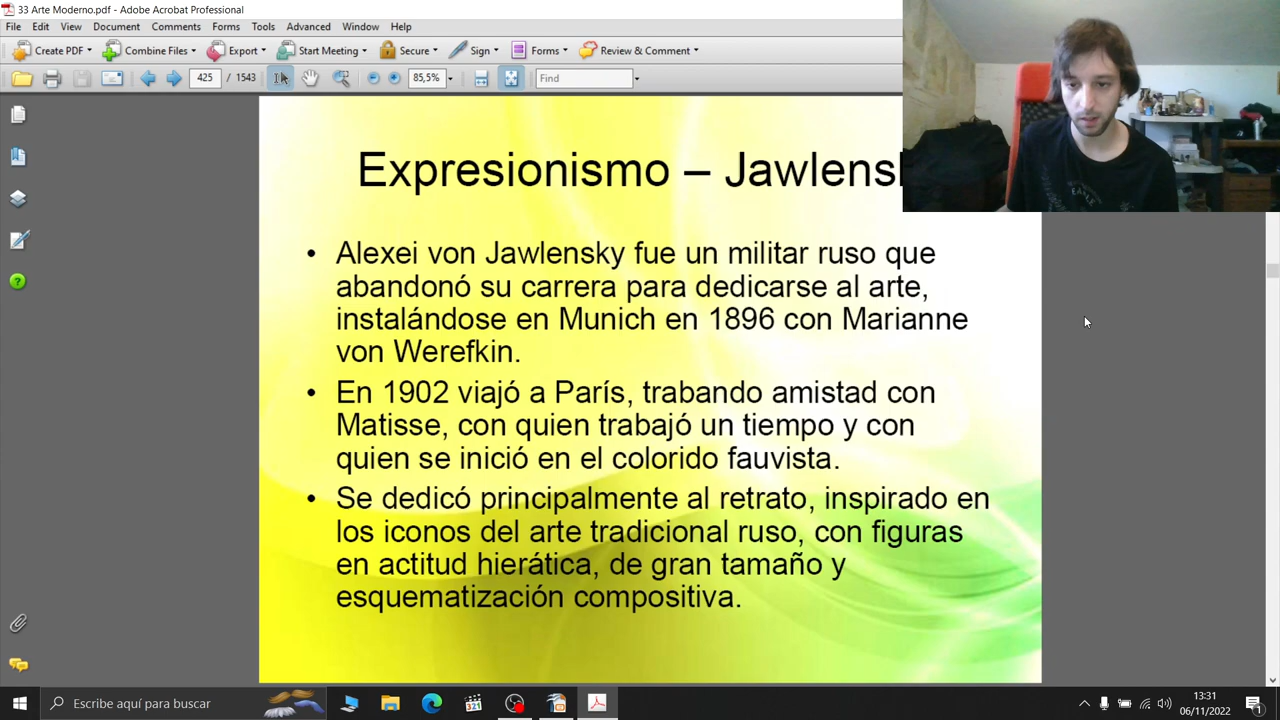 33 Arte Moderno.pdf - Adobe Acrobat Professional
File Edit View Document Comments Forms Tools Advanced Window Help
Create PDF Combine Files Export Start Meeting Secure Sign Forms Review & Comment
425 / 1543 85,5% Find
Expresionismo –
• Alexei von Jawlensky fue un militar ruso que
abandonó su carrera para dedicarse al arte,
instalándose en Munich en 1896 con Marianne
von Werefkin.
• En 1902 viajó a París, trabando amistad con
Matisse, con quien trabajó un tiempo y con
quien se inició en el colorido fauvista.
• Se dedicó principalmente al retrato, inspirado en
los iconos del arte tradicional ruso, con figuras
en actitud hierática, de gran tamaño y
esquematización compositiva.
Escribe aquí para buscar
321
13:31
06/11/2022
1